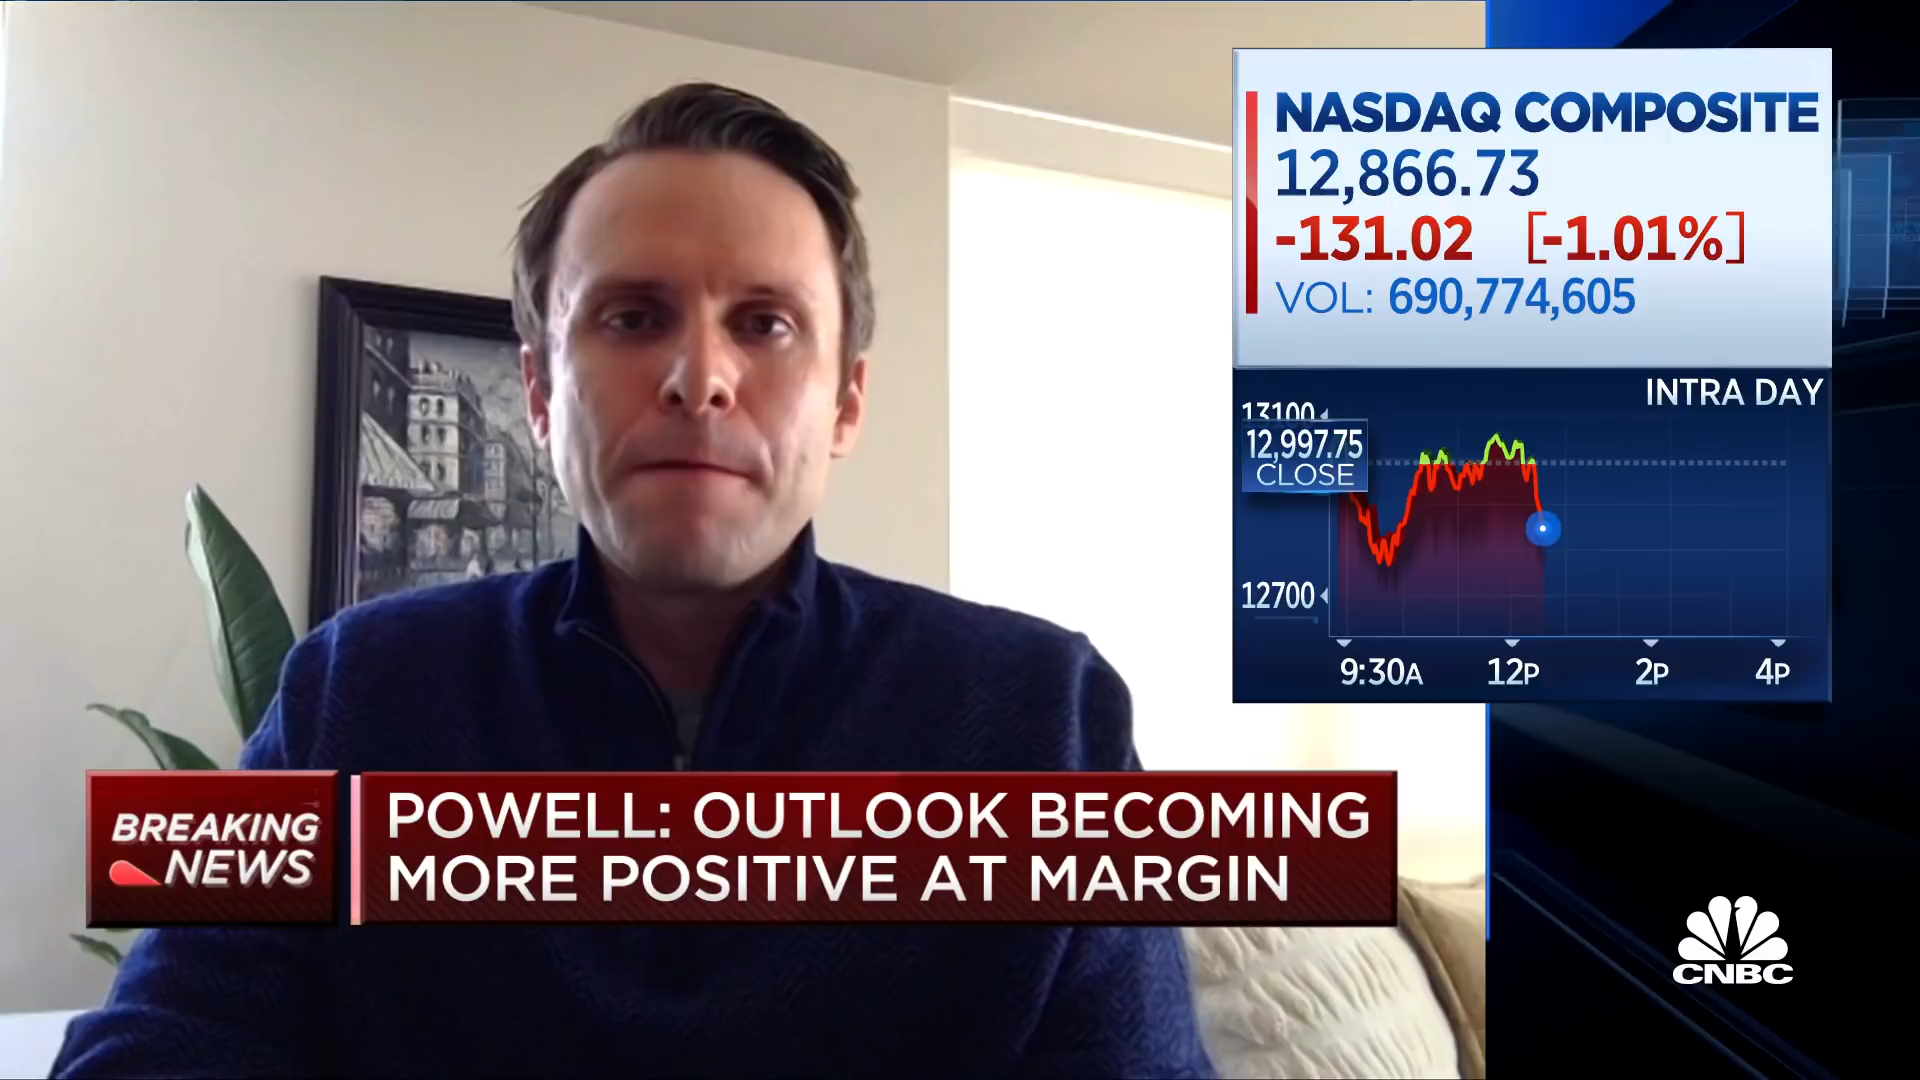 NASDAQ COMPOSITE
12,866.73
-131.02 [-1.01%]
VOL: 690,774,605
INTRA DAY
13100
12,997.75
CLOSE
12700
9:30A 12P 2P 4P
BREAKING
NEWS
POWELL: OUTLOOK BECOMING
MORE POSITIVE AT MARGIN
CNBC